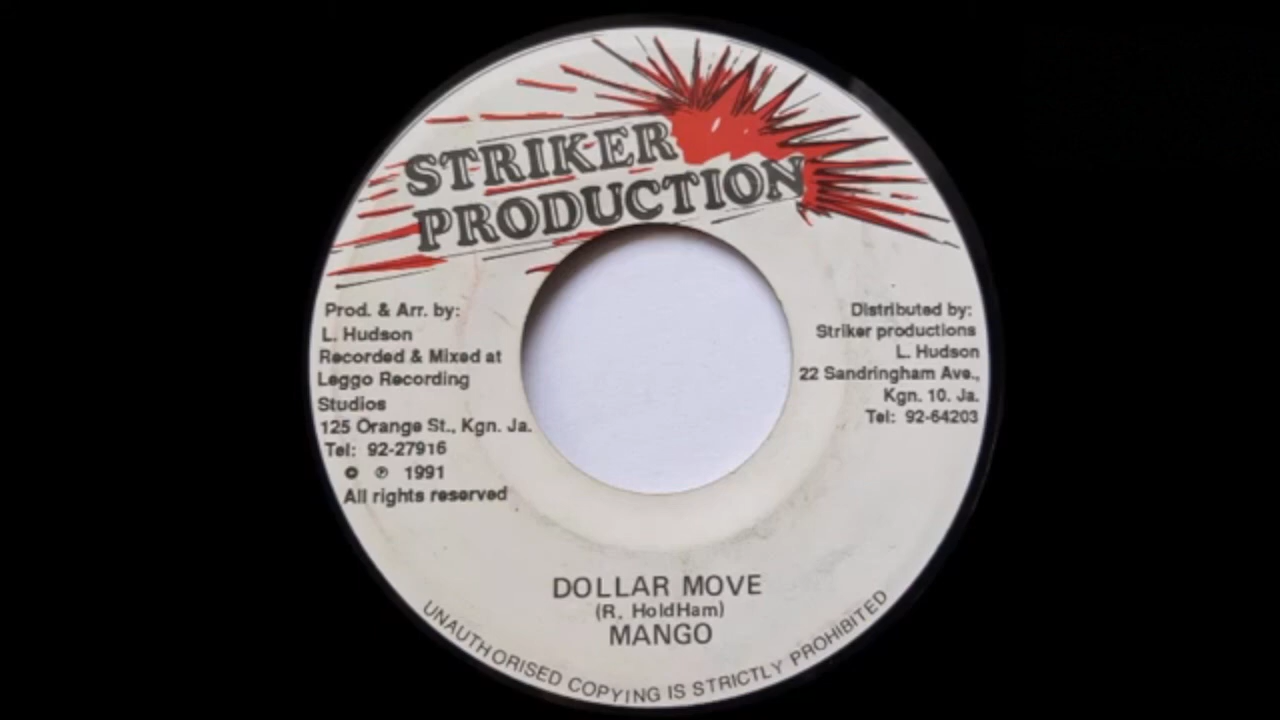 STRIKER
PRODUCTION
Prod. & Arr. by:
L. Hudson
Recorded & Mixed at
Leggo Recording
Studios
125 Orange St., Kgn. Ja.
Tel: 92-27916
© ℗ 1991
All rights reserved
Distributed by:
Striker productions
L. Hudson
22 Sandringham Ave.,
Kgn. 10. Ja.
Tel: 92-64203
DOLLAR MOVE
(R. HoldHam)
MANGO
UNAUTHORISED COPYING IS STRICTLY PROHIBITED